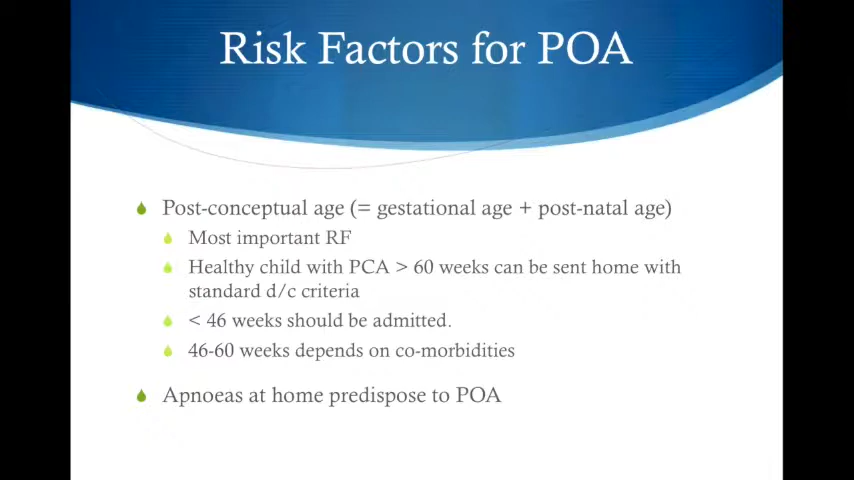 Risk Factors for POA
Post-conceptual age (= gestational age + post-natal age)
Most important RF
Healthy child with PCA > 60 weeks can be sent home with
standard d/c criteria
< 46 weeks should be admitted.
46-60 weeks depends on co-morbidities
Apnoeas at home predispose to POA